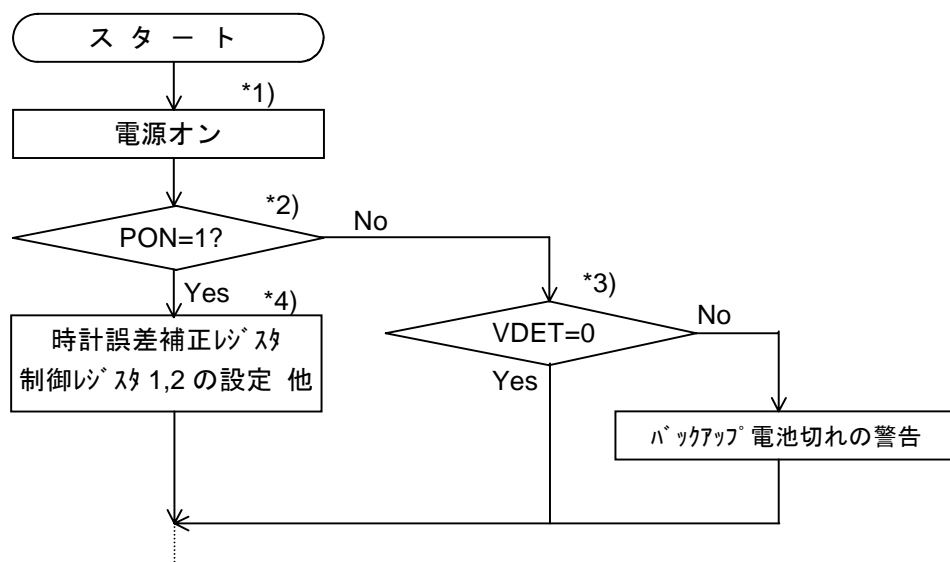 ス タ ー ト
*1)
電源オン
*2)
No
PON=1?
Yes
*4)
*3)
時計誤差補正ﾚｼﾞｽﾀ
制御ﾚｼﾞｽﾀ 1,2 の設定 他
VDET=0
No
Yes
ﾊﾞｯｸｱｯﾌﾟ電池切れの警告